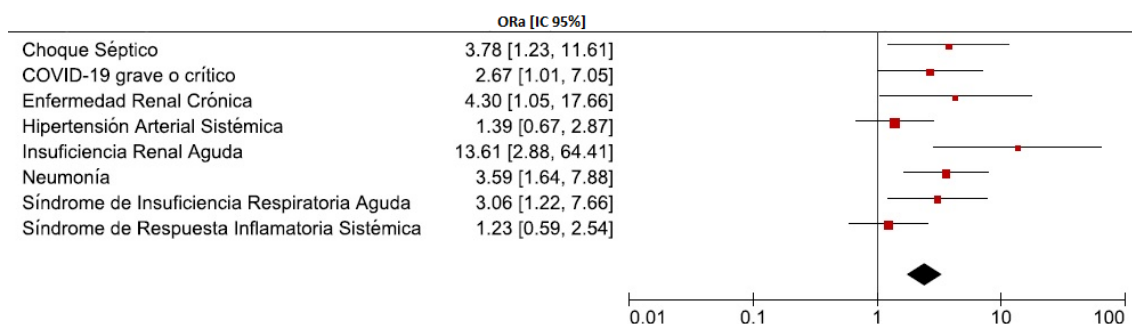 ORa [IC 95%]
Choque Séptico 3.78 [1.23, 11.61]
COVID-19 grave o crítico 2.67 [1.01, 7.05]
Enfermedad Renal Crónica 4.30 [1.05, 17.66]
Hipertensión Arterial Sistémica 1.39 [0.67, 2.87]
Insuficiencia Renal Aguda 13.61 [2.88, 64.41]
Neumonía 3.59 [1.64, 7.88]
Síndrome de Insuficiencia Respiratoria Aguda 3.06 [1.22, 7.66]
Síndrome de Respuesta Inflamatoria Sistémica 1.23 [0.59, 2.54]
0.01 0.1 1 10 100